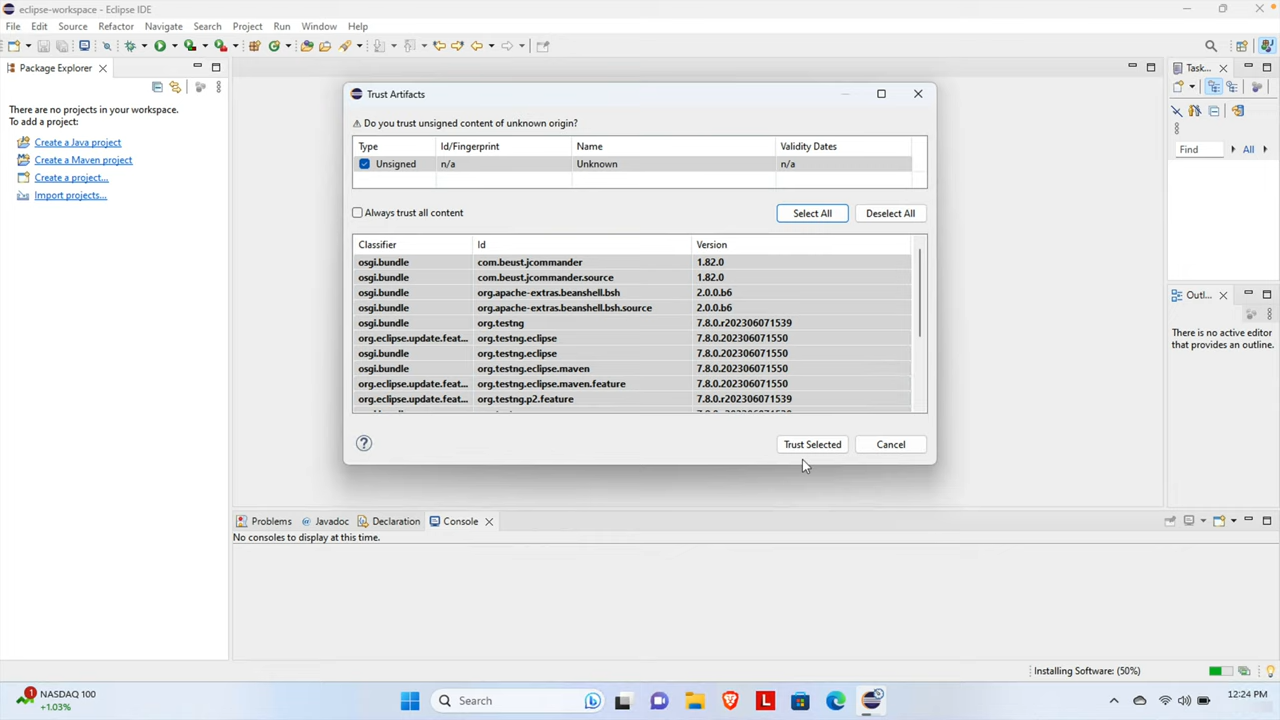 eclipse-workspace - Eclipse IDE
File Edit Source Refactor Navigate Search Project Run Window Help
Package Explorer
There are no projects in your workspace.
To add a project:
Create a Java project
Create a Maven project
Create a project...
Import projects...
Trust Artifacts
Do you trust unsigned content of unknown origin?
Type Id/Fingerprint Name Validity Dates
Unsigned n/a Unknown n/a
Always trust all content
Select All Deselect All
Classifier Id Version
osgi.bundle com.beust.jcommander 1.82.0
osgi.bundle com.beust.jcommander.source 1.82.0
osgi.bundle org.apache-extras.beanshell.bsh 2.0.0.b6
osgi.bundle org.apache-extras.beanshell.bsh.source 2.0.0.b6
osgi.bundle org.testng 7.8.0.r202306071539
org.eclipse.update.feat... org.testng.eclipse 7.8.0.202306071550
osgi.bundle org.testng.eclipse 7.8.0.202306071550
osgi.bundle org.testng.eclipse.maven 7.8.0.202306071550
org.eclipse.update.feat... org.testng.eclipse.maven.feature 7.8.0.202306071550
org.eclipse.update.feat... org.testng.p2.feature 7.8.0.r202306071539
Trust Selected Cancel
Task...
Find All
Outl...
There is no active editor
that provides an outline.
Problems Javadoc Declaration Console
No consoles to display at this time.
Installing Software: (50%)
1
NASDAQ 100
+1.03%
Search
L
12:24 PM